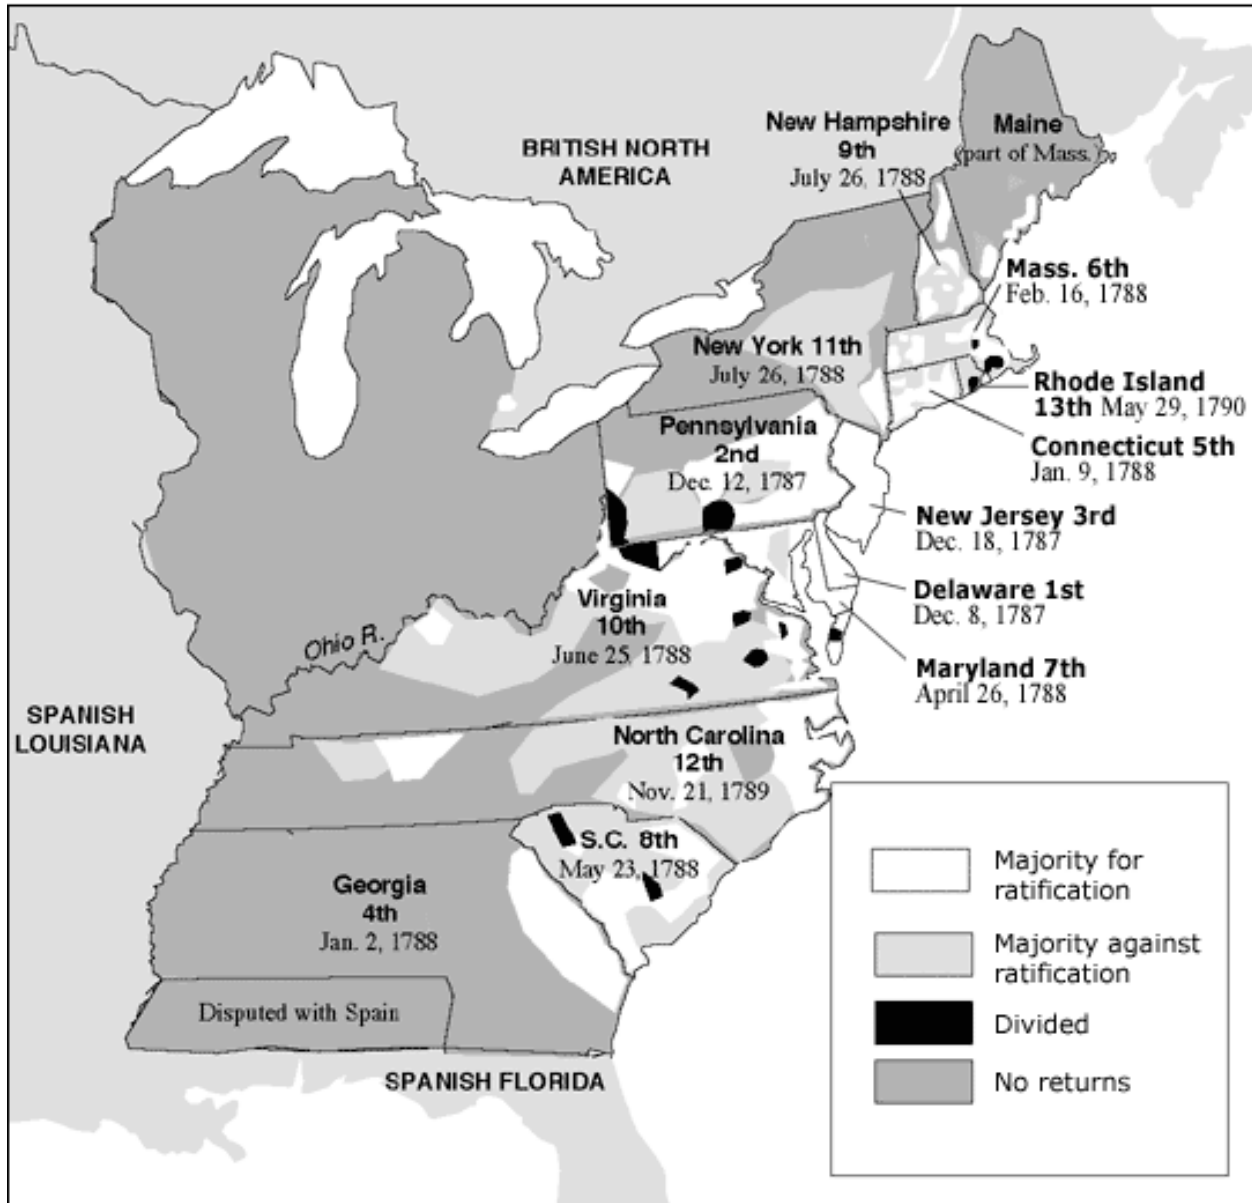 BRITISH NORTH
AMERICA
New Hampshire
9th
July 26, 1788
Maine
(part of Mass.)
Mass. 6th
Feb. 16, 1788
New York 11th
July 26, 1788
Rhode Island
13th May 29, 1790
Connecticut 5th
Jan. 9, 1788
Pennsylvania
2nd
Dec. 12, 1787
New Jersey 3rd
Dec. 18, 1787
Delaware 1st
Dec. 8, 1787
Maryland 7th
April 26, 1788
Virginia
10th
June 25, 1788
Ohio R.
SPANISH
LOUISIANA
North Carolina
12th
Nov. 21, 1789
S.C. 8th
May 23, 1788
Georgia
4th
Jan. 2, 1788
Disputed with Spain
SPANISH FLORIDA
Majority for
ratification
Majority against
ratification
Divided
No returns